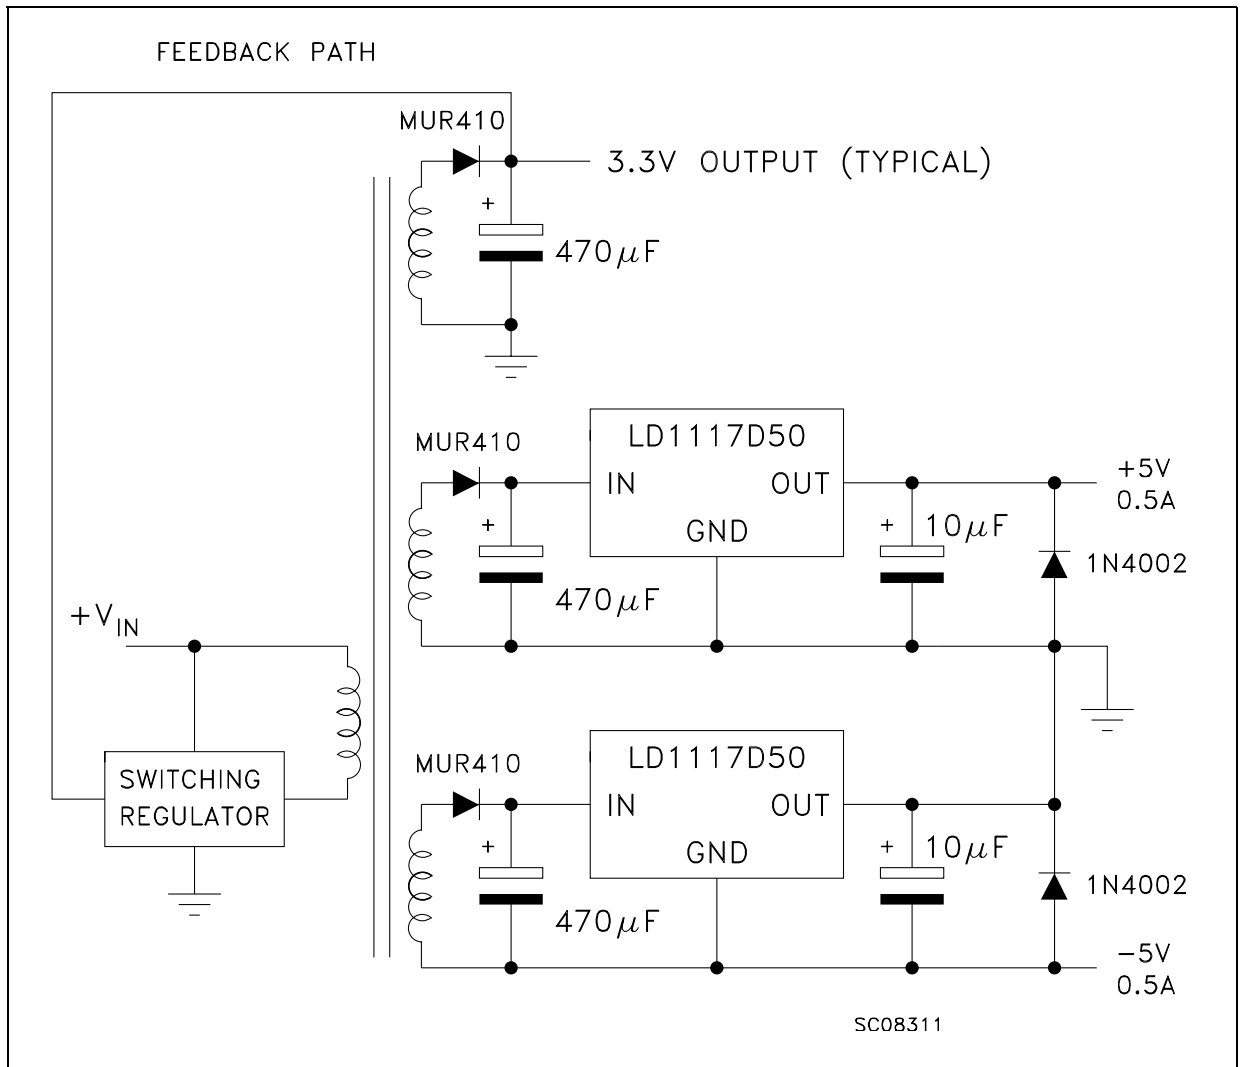 FEEDBACK PATH
MUR410
3.3V OUTPUT (TYPICAL)
+
470μF
MUR410
LD1117D50
IN OUT
GND
+
470μF
+
10μF
+5V
0.5A
1N4002
+VIN
SWITCHING
REGULATOR
MUR410
LD1117D50
IN OUT
GND
+
470μF
+
10μF
1N4002
−5V
0.5A
SC08311